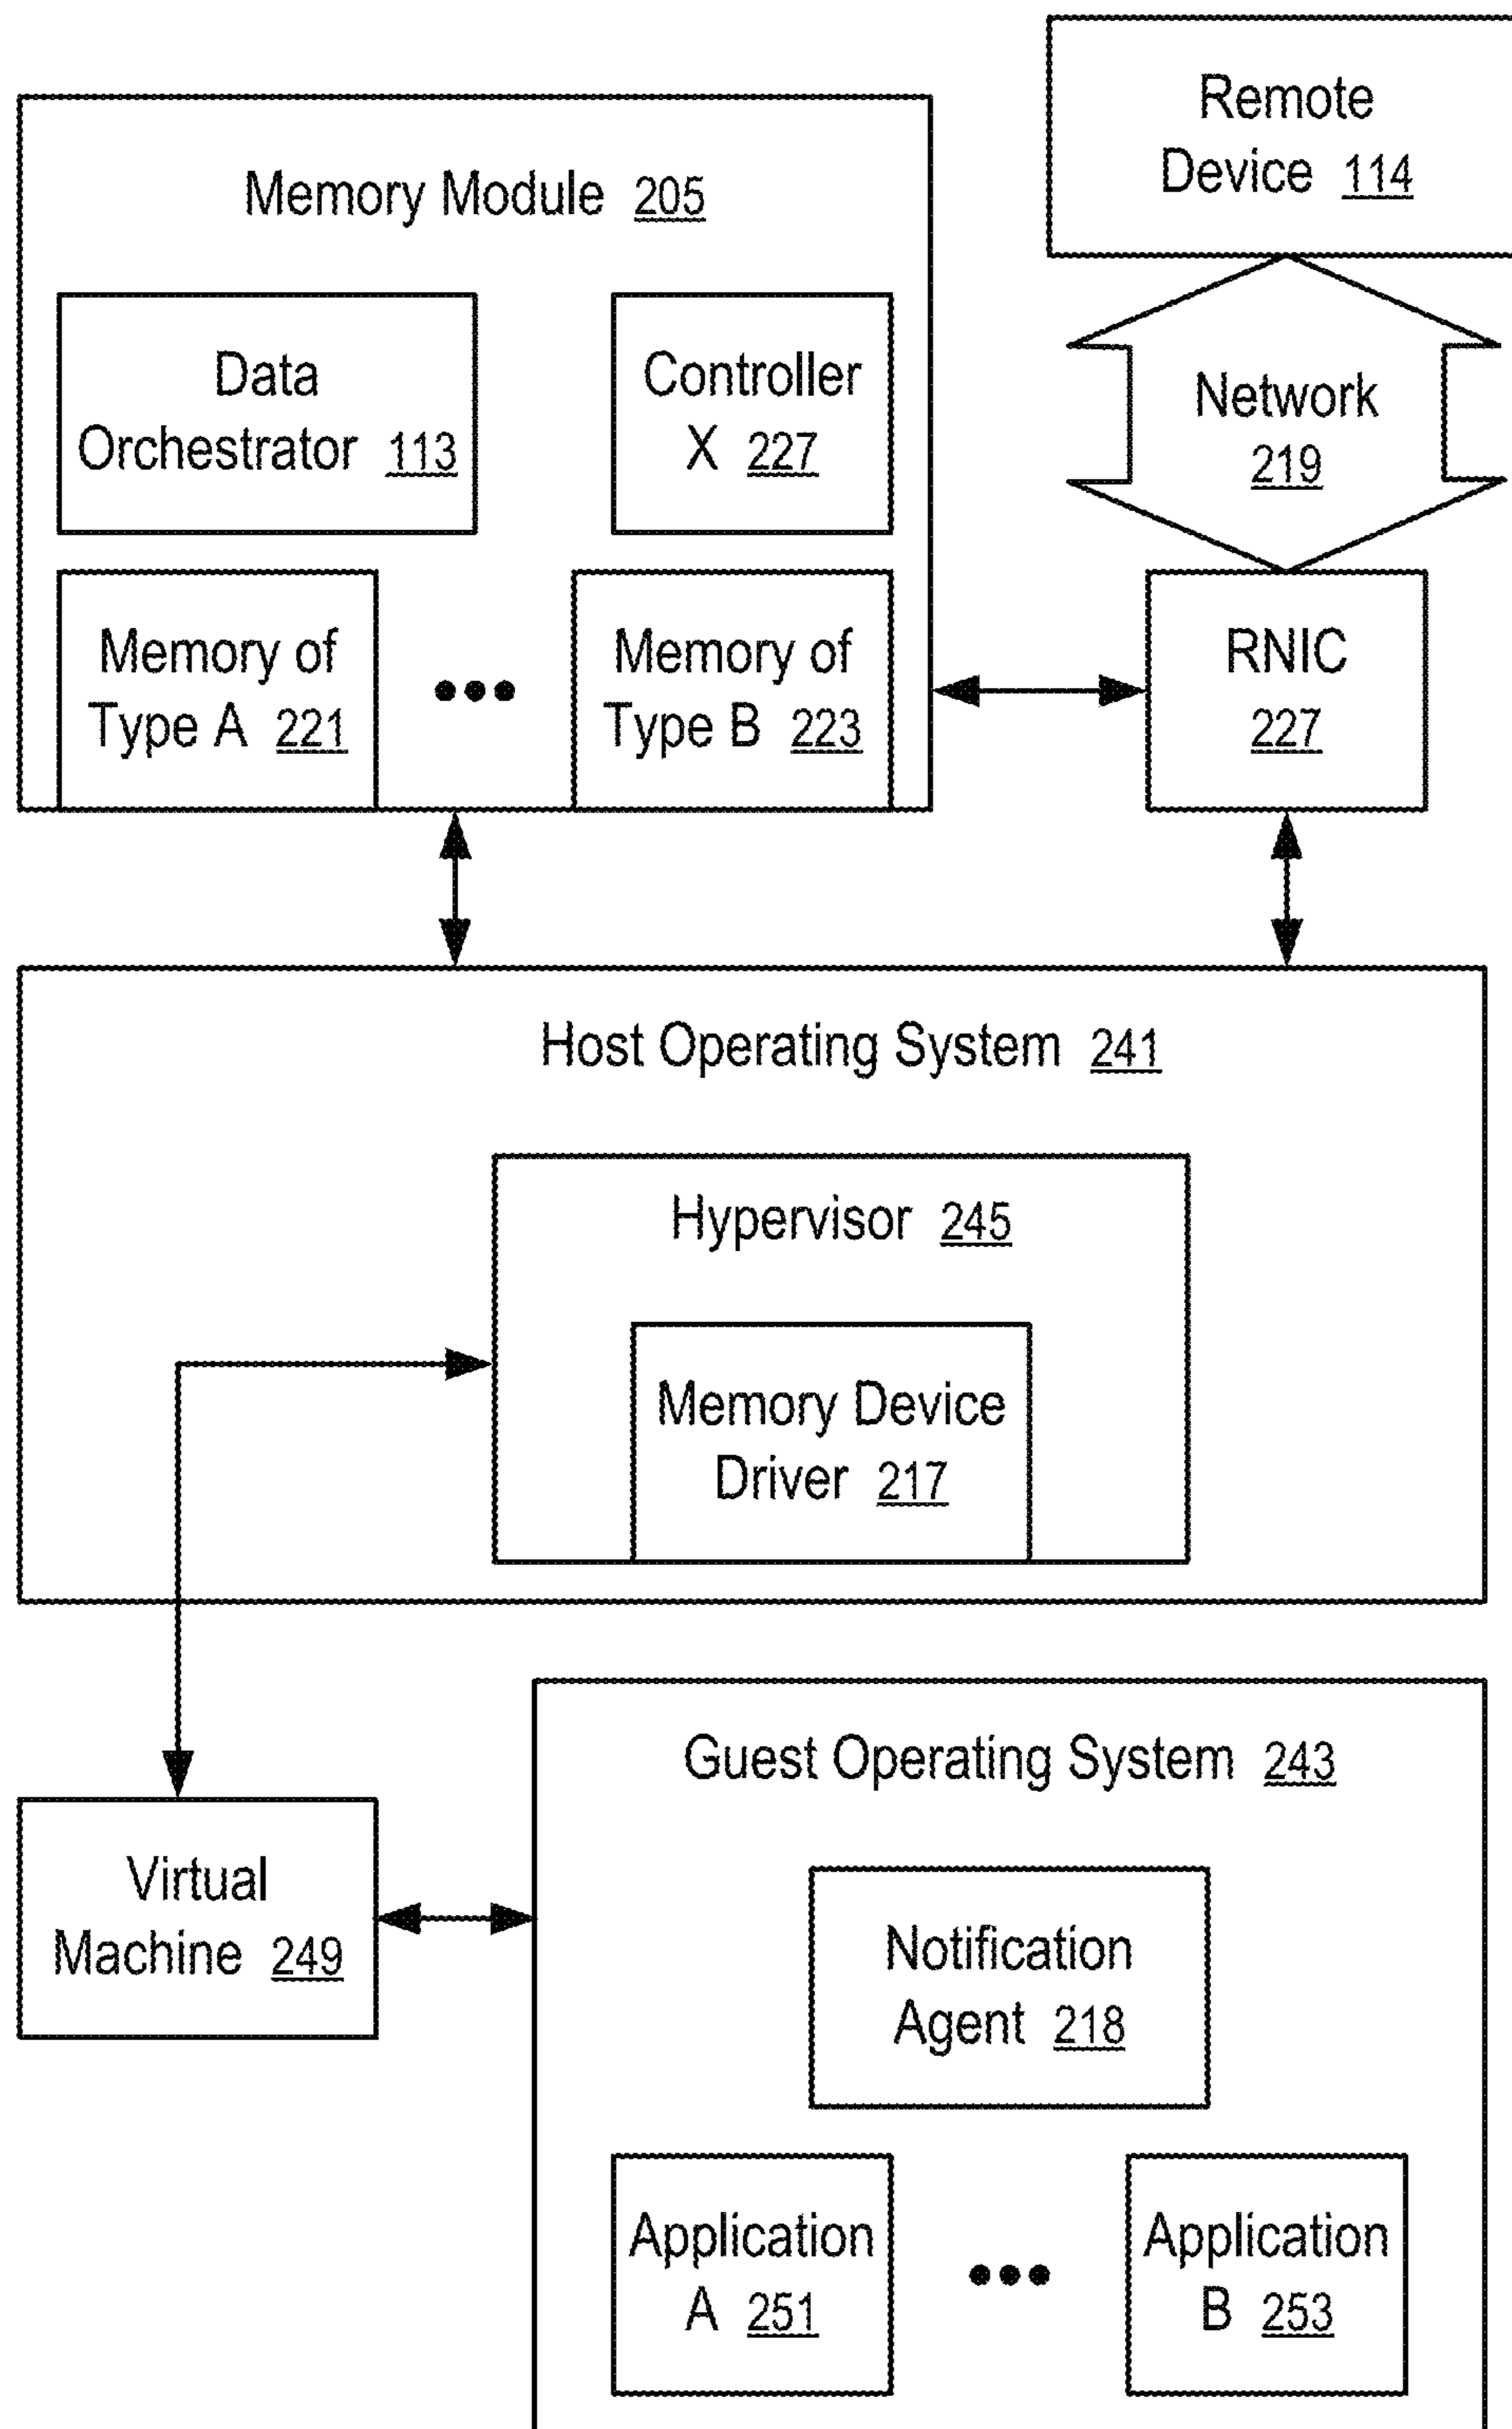 Remote
Device 114
Memory Module 205
Data
Orchestrator 113
Controller
X 227
Network
219
Memory of
Type A 221
Memory of
Type B 223
RNIC
227
Host Operating System 241
Hypervisor 245
Memory Device
Driver 217
Guest Operating System 243
Virtual
Machine 249
Notification
Agent 218
Application
A 251
Application
B 253